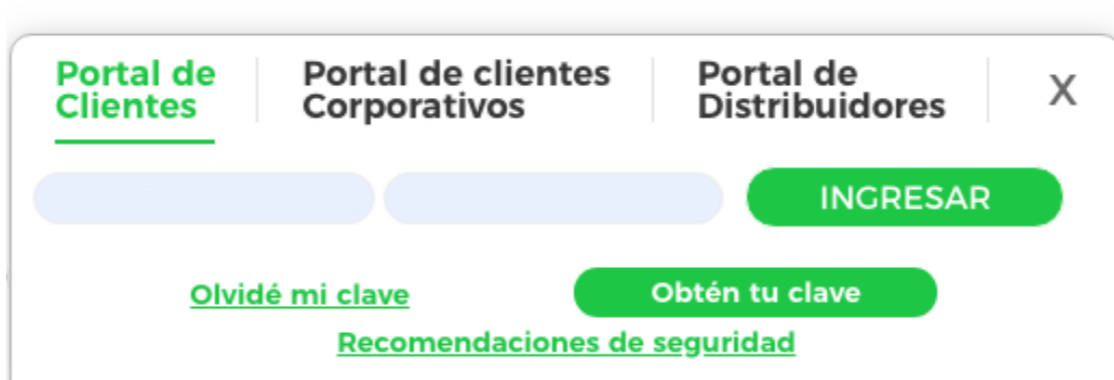 Portal de
Clientes
Portal de clientes
Corporativos
Portal de
Distribuidores
X
INGRESAR
Olvidé mi clave
Obtén tu clave
Recomendaciones de seguridad